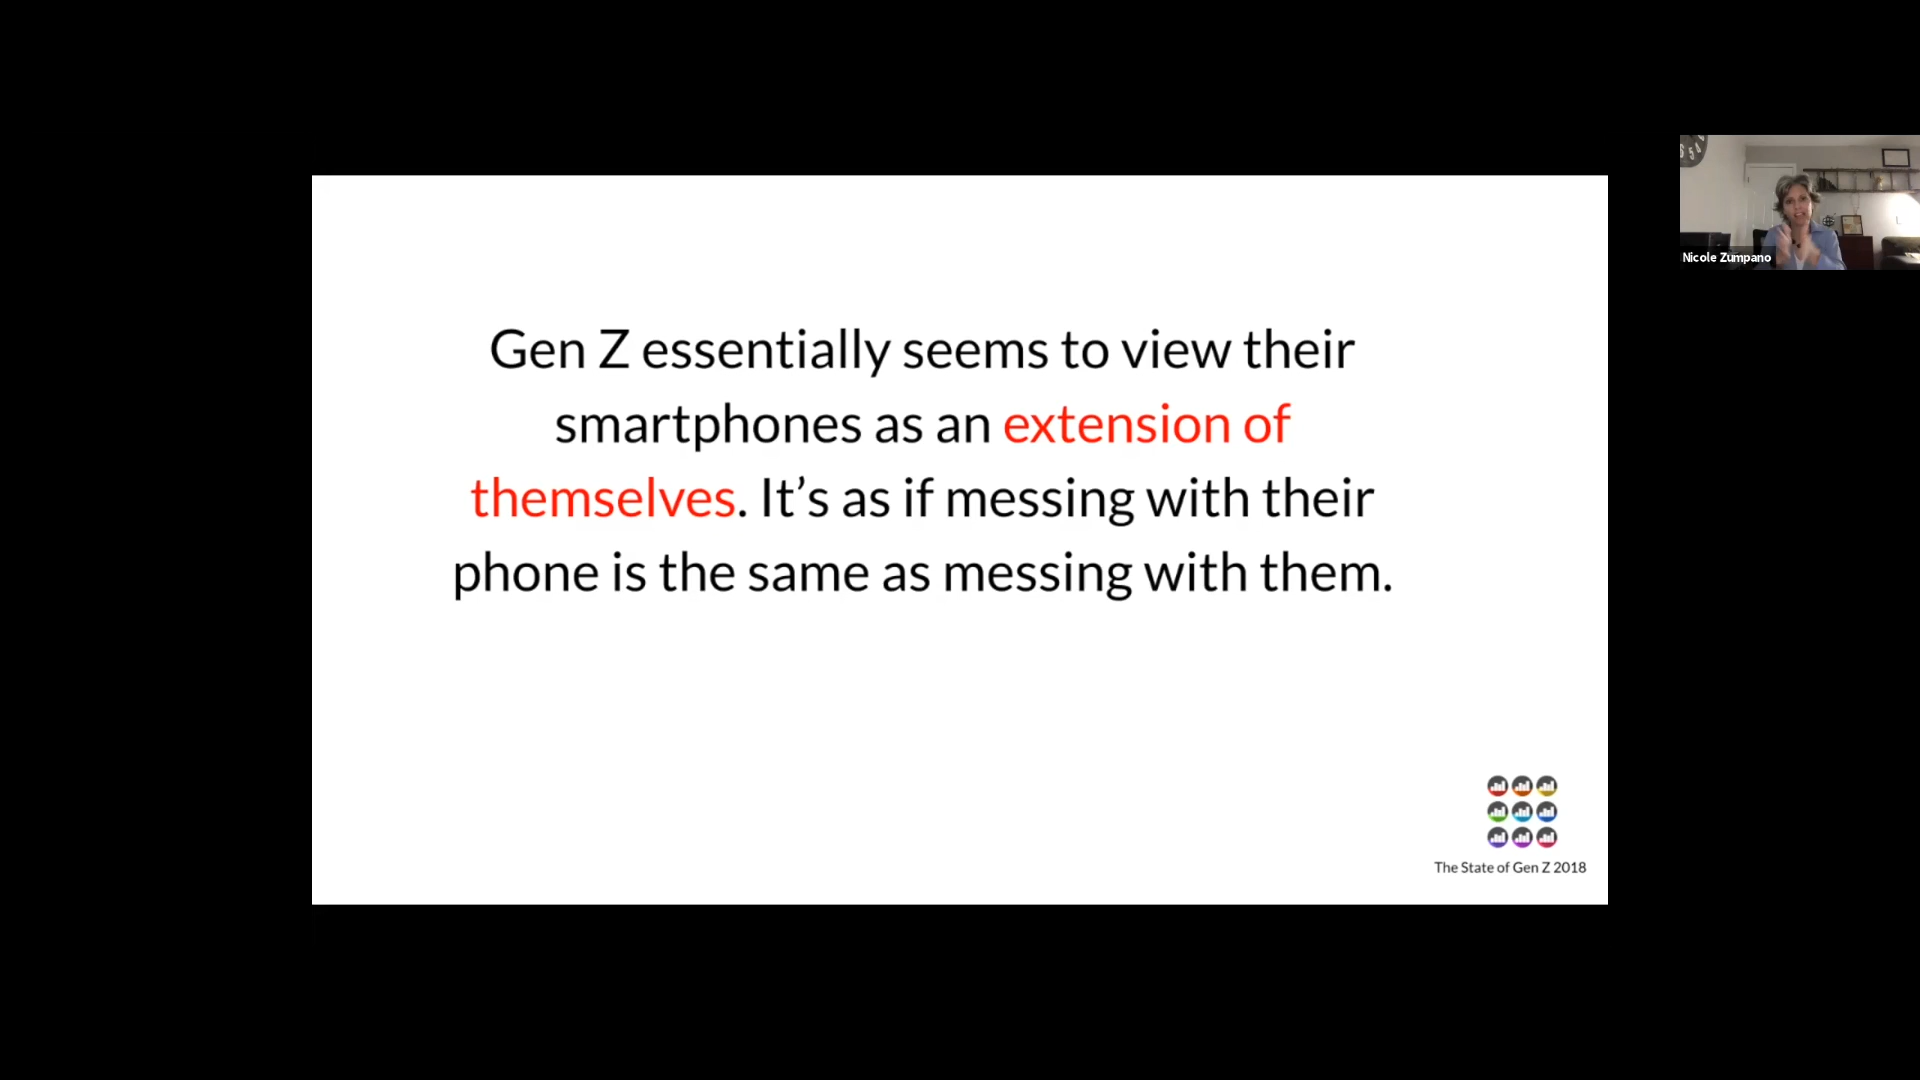 Gen Z essentially seems to view their
smartphones as an extension of
themselves. It’s as if messing with their
phone is the same as messing with them.
The State of Gen Z 2018
Nicole Zumpano